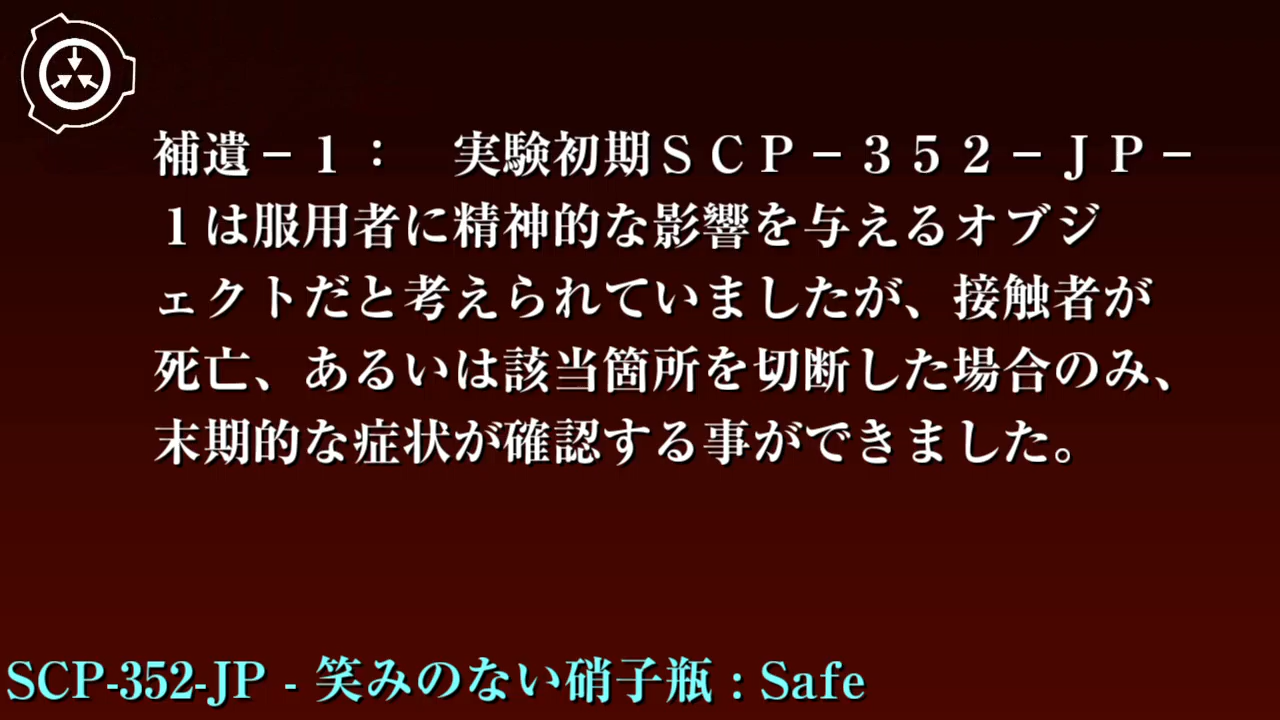 補遺－１：　実験初期ＳＣＰ－３５２－ＪＰ－
１は服用者に精神的な影響を与えるオブジ
ェクトだと考えられていましたが、接触者が
死亡、あるいは該当箇所を切断した場合のみ、
末期的な症状が確認する事ができました。
SCP-352-JP - 笑みのない硝子瓶 : Safe